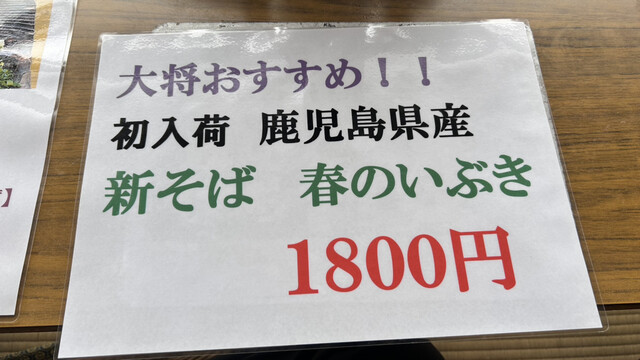 大将おすすめ！！
初入荷 鹿児島県産
新そば 春のいぶき
1800円
】